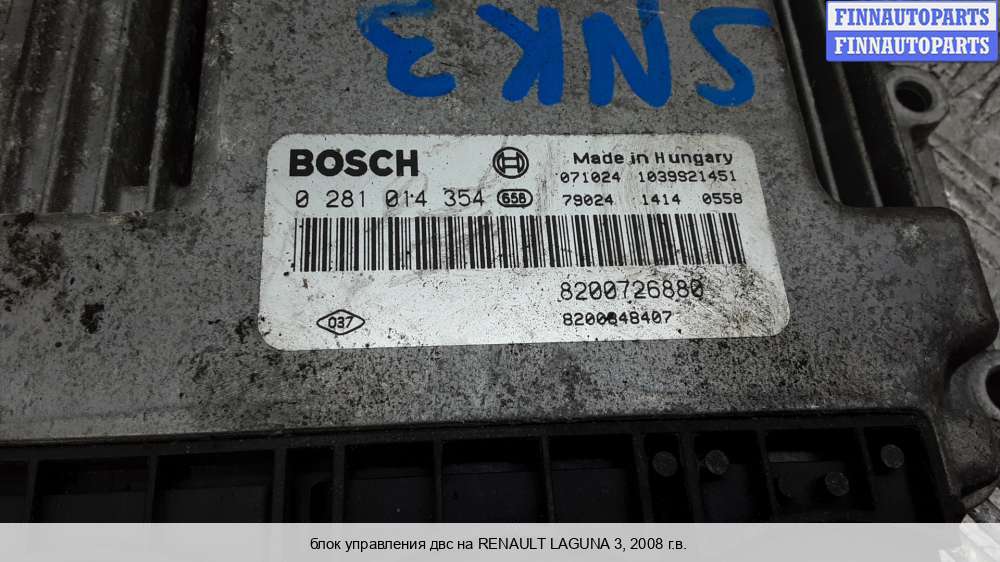 FINNAUTOPARTS
FINNAUTOPARTS
SNK3
BOSCH
Made in Hungary
071024 1039S21451
0 281 014 354 658
79024 1414 0558
8200726880
037
8200848407
блок управления двс на RENAULT LAGUNA 3, 2008 г.в.